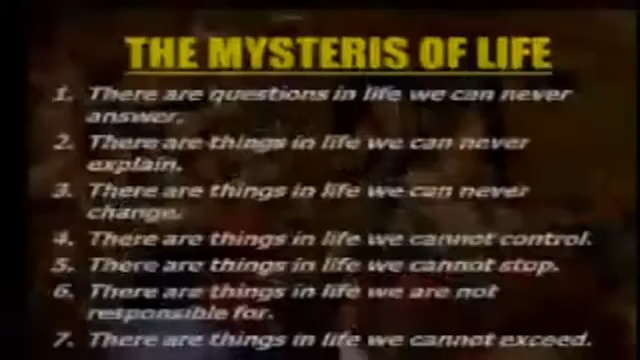 THE MYSTERIS OF LIFE
1. There are questions in life we can never
answer.
2. There are things in life we can never
explain.
3. There are things in life we can never
change.
4. There are things in life we cannot control.
5. There are things in life we cannot stop.
6. There are things in life we are not
responsible for.
7. There are things in life we cannot exceed.